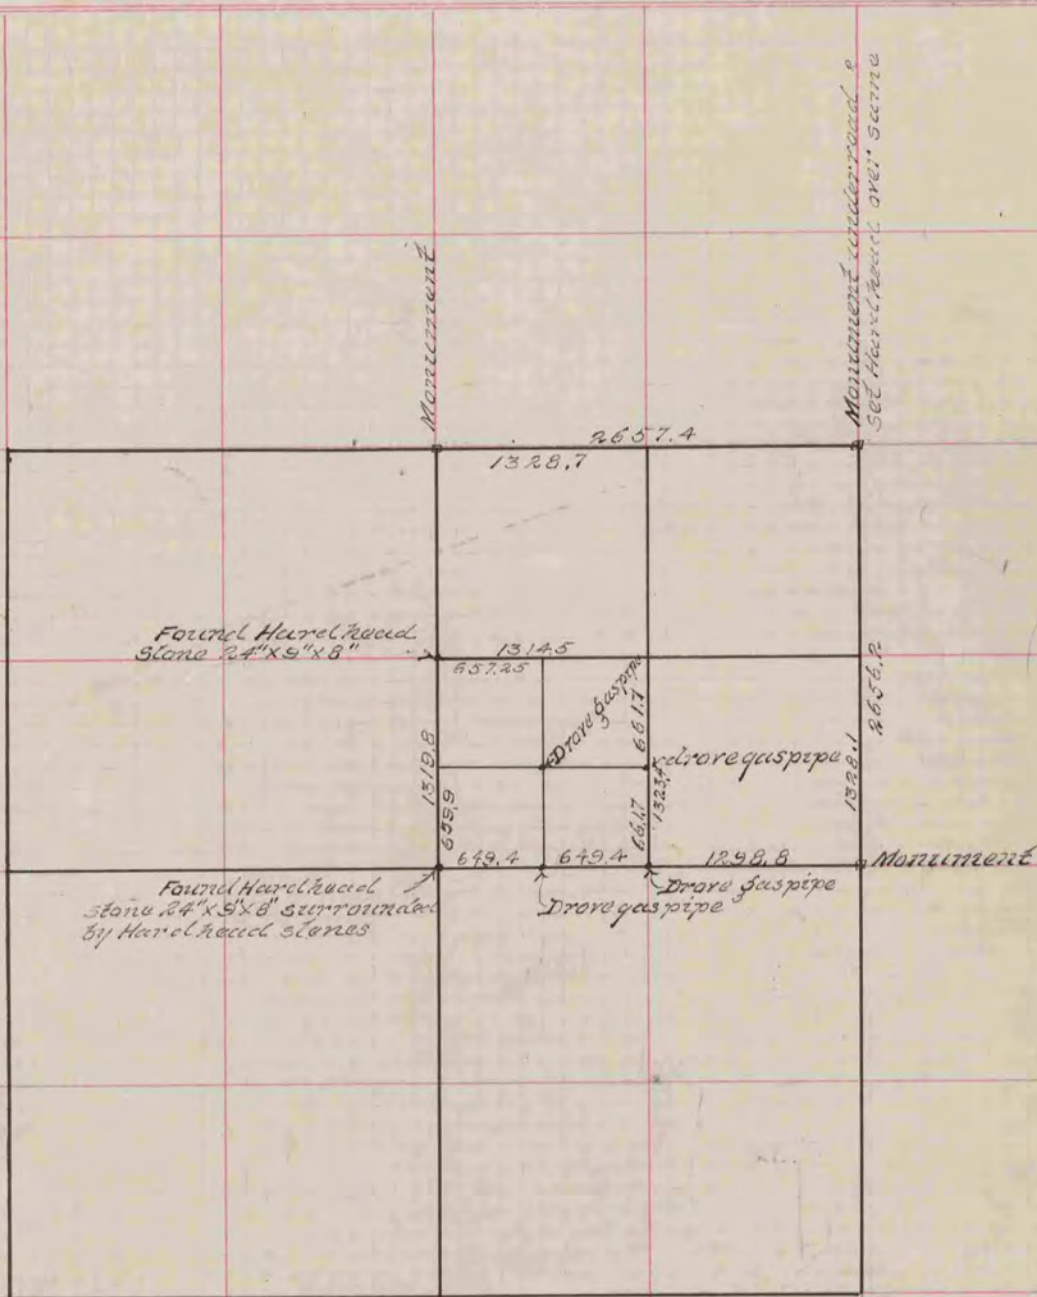 Monument
Monument under road &
Set Hardhead over same
2657.4
1328.7
Found Hardhead
Stone 24"x9"x8"
1314.5
657.25
Drove gaspipe
661.7
drove gaspipe
2656.2
1319.8
659.9
661.7
1323.4
1328.1
649.4
649.4
1298.8
Monument
Found Hardhead
stone 24"x9"x8" surrounded
by Hardhead stones
Drove gaspipe
Drove gaspipe